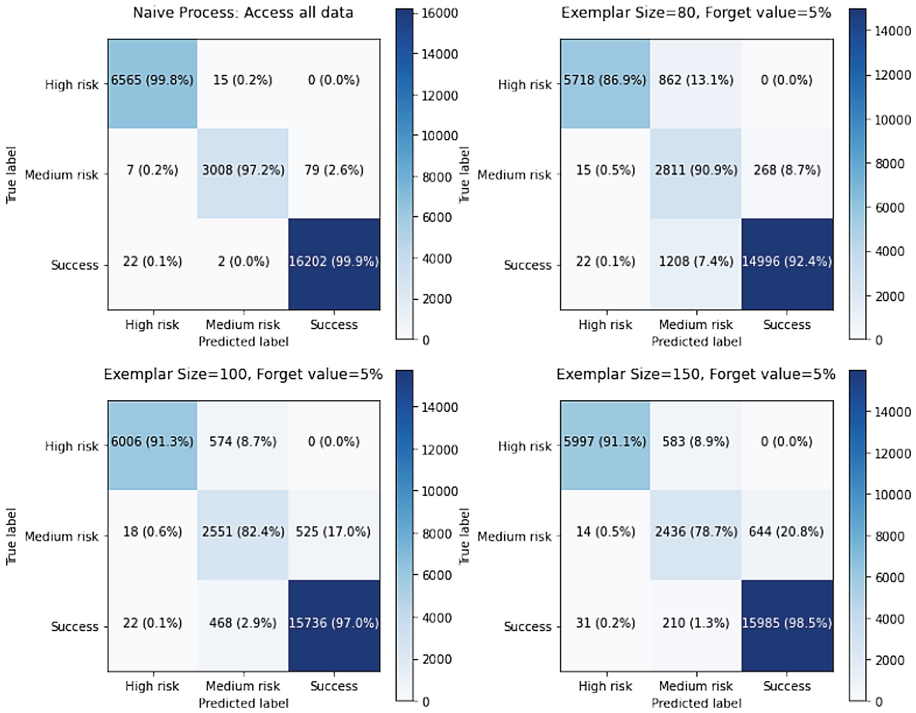 Naive Process: Access all data
True label
High risk
6565 (99.8%) 15 (0.2%) 0 (0.0%)
Medium risk
7 (0.2%) 3008 (97.2%) 79 (2.6%)
Success
22 (0.1%) 2 (0.0%) 16202 (99.9%)
High risk Medium risk Success
Predicted label
16000
14000
12000
10000
8000
6000
4000
2000
0
Exemplar Size=80, Forget value=5%
True label
High risk
5718 (86.9%) 862 (13.1%) 0 (0.0%)
Medium risk
15 (0.5%) 2811 (90.9%) 268 (8.7%)
Success
22 (0.1%) 1208 (7.4%) 14996 (92.4%)
High risk Medium risk Success
Predicted label
14000
12000
10000
8000
6000
4000
2000
0
Exemplar Size=100, Forget value=5%
True label
High risk
6006 (91.3%) 574 (8.7%) 0 (0.0%)
Medium risk
18 (0.6%) 2551 (82.4%) 525 (17.0%)
Success
22 (0.1%) 468 (2.9%) 15736 (97.0%)
High risk Medium risk Success
Predicted label
14000
12000
10000
8000
6000
4000
2000
0
Exemplar Size=150, Forget value=5%
True label
High risk
5997 (91.1%) 583 (8.9%) 0 (0.0%)
Medium risk
14 (0.5%) 2436 (78.7%) 644 (20.8%)
Success
31 (0.2%) 210 (1.3%) 15985 (98.5%)
High risk Medium risk Success
Predicted label
14000
12000
10000
8000
6000
4000
2000
0